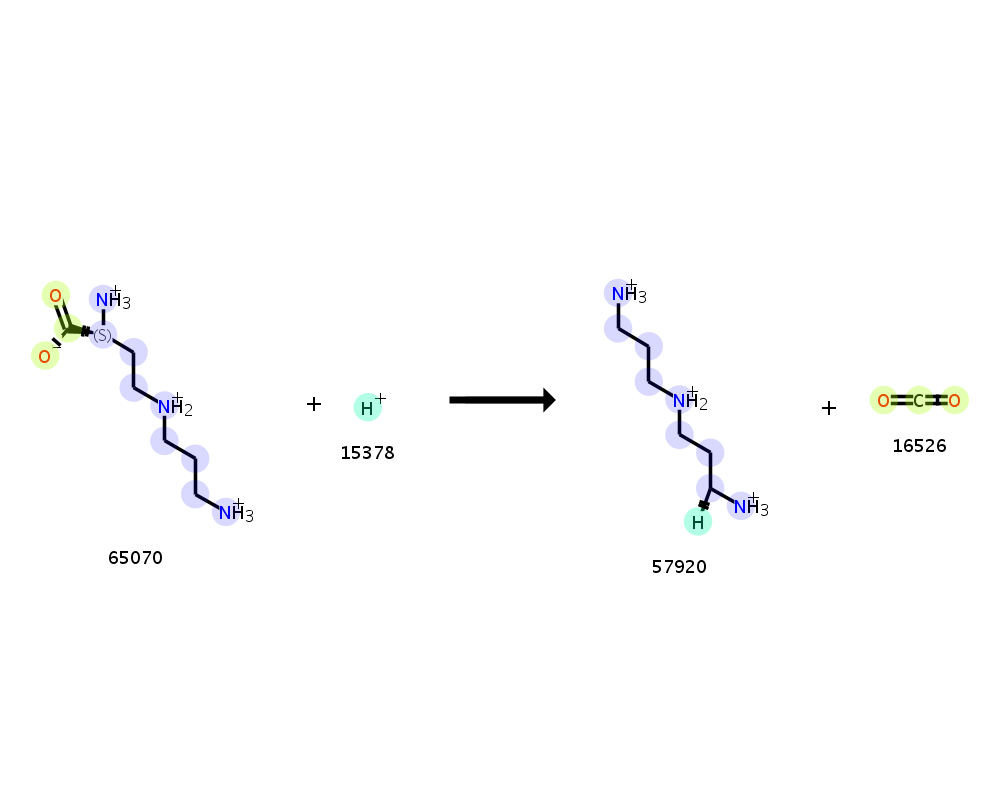 O
NH3+
(S)
O-
NH2+
NH3+
65070
+
H+
15378
NH3+
NH2+
NH3+
H
57920
+
O C O
16526